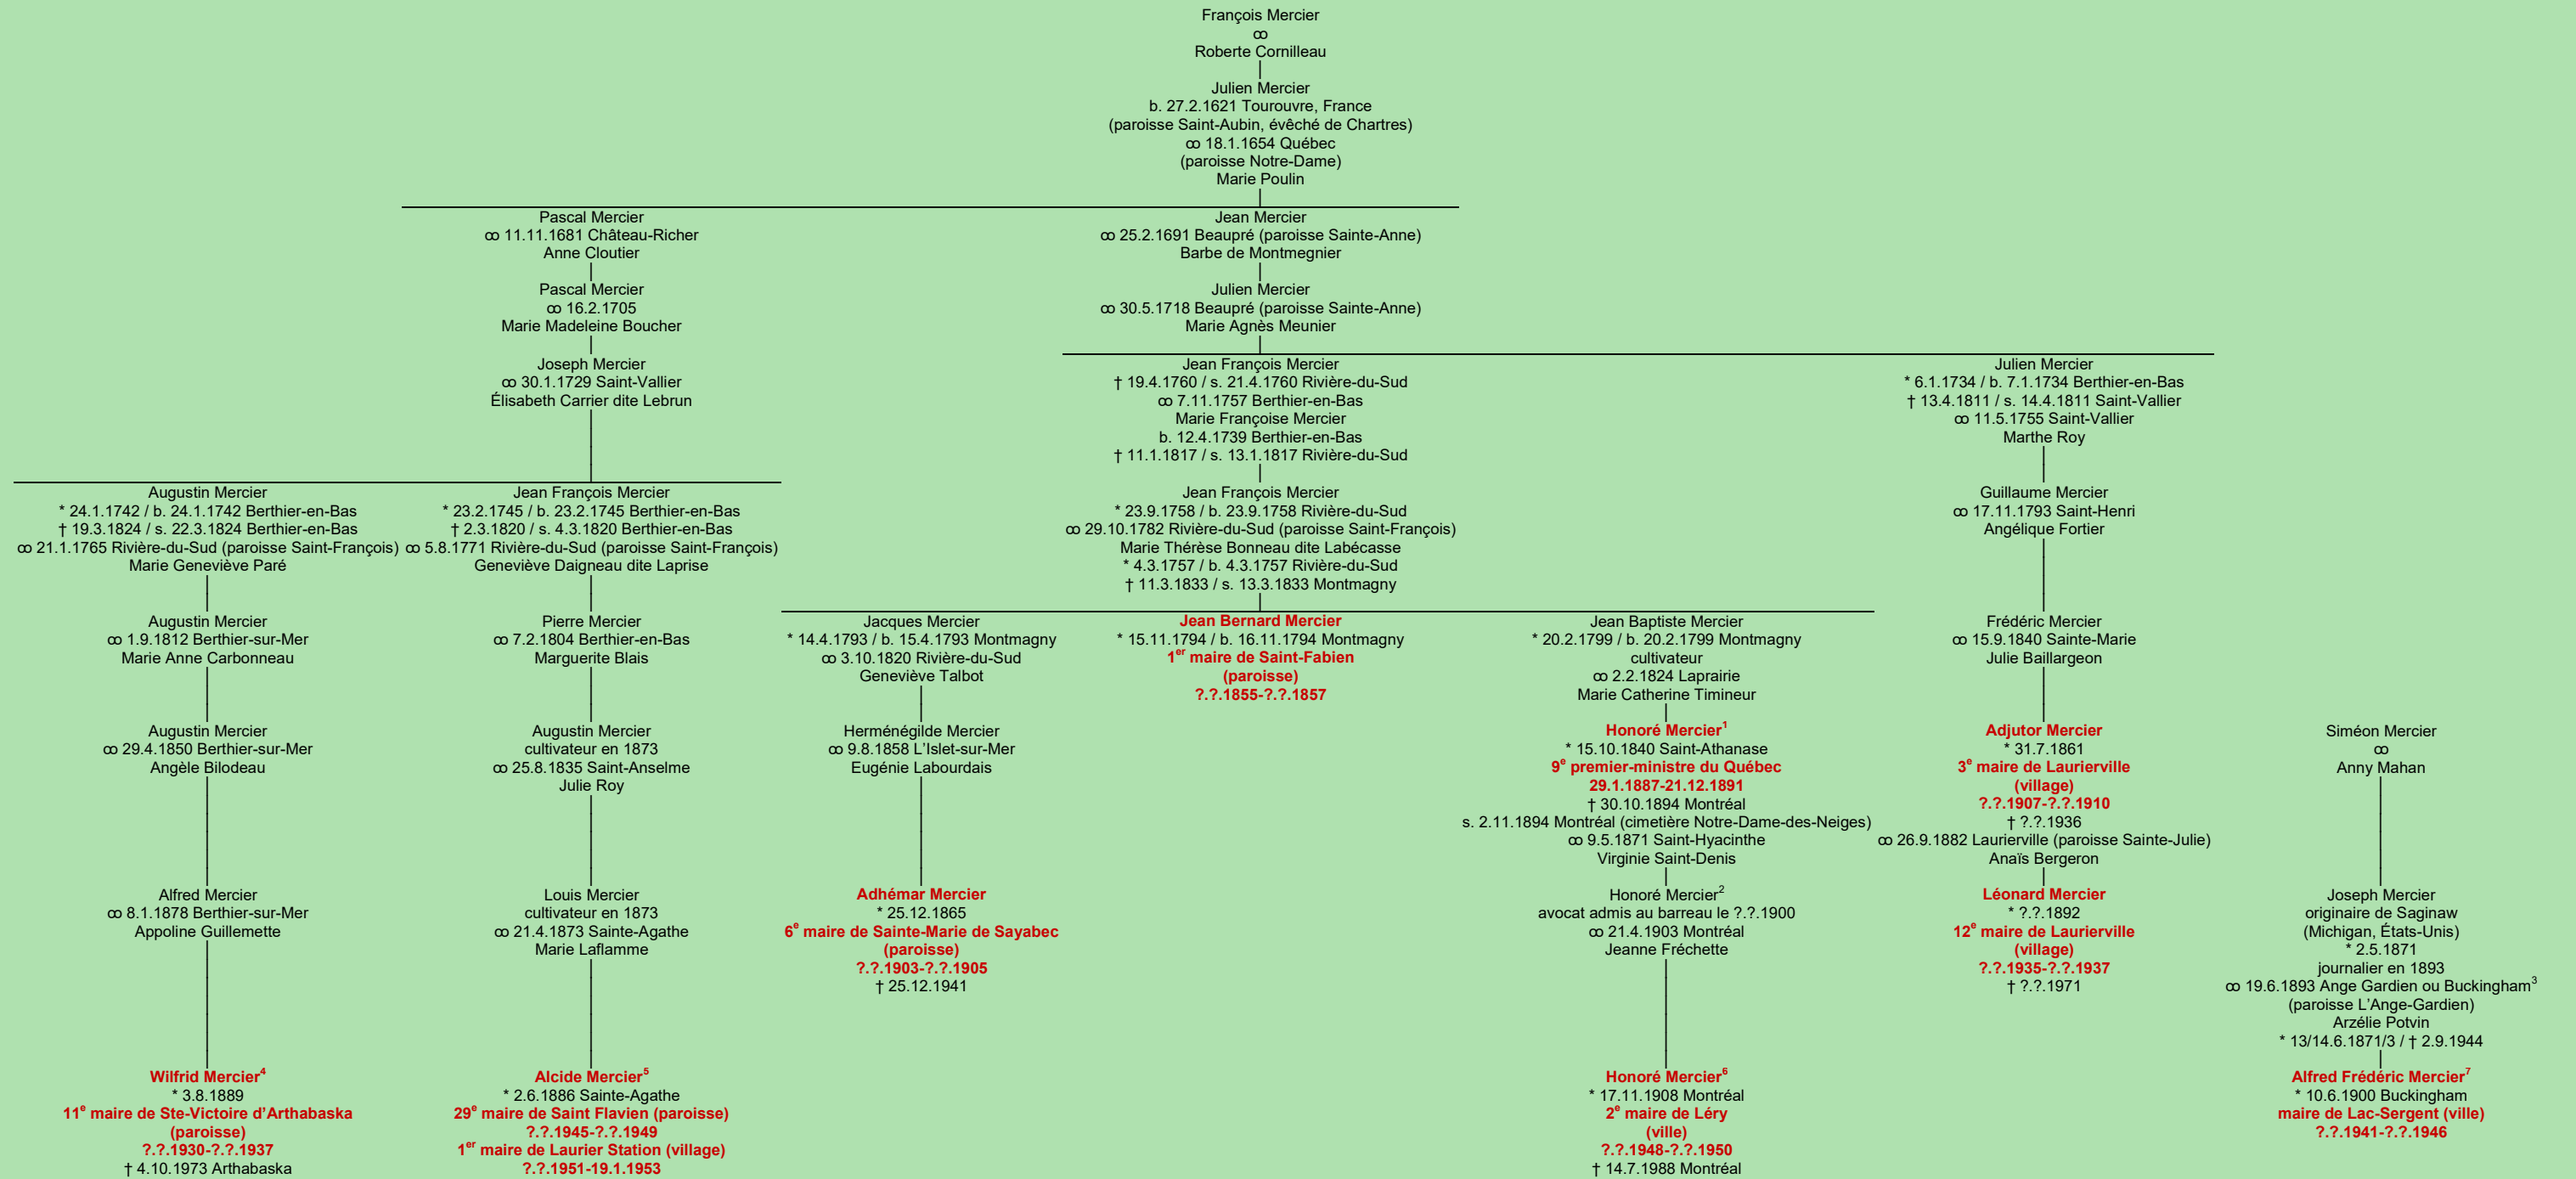 François Mercier
ꝏ
Roberte Cornilleau
Julien Mercier
b. 27.2.1621 Tourouvre, France
(paroisse Saint-Aubin, évêché de Chartres)
ꝏ 18.1.1654 Québec
(paroisse Notre-Dame)
Marie Poulin
Pascal Mercier
ꝏ 11.11.1681 Château-Richer
Anne Cloutier
Jean Mercier
ꝏ 25.2.1691 Beaupré (paroisse Sainte-Anne)
Barbe de Montmegnier
Pascal Mercier
ꝏ 16.2.1705
Marie Madeleine Boucher
Julien Mercier
ꝏ 30.5.1718 Beaupré (paroisse Sainte-Anne)
Marie Agnès Meunier
Joseph Mercier
ꝏ 30.1.1729 Saint-Vallier
Élisabeth Carrier dite Lebrun
Jean François Mercier
† 19.4.1760 / s. 21.4.1760 Rivière-du-Sud
ꝏ 7.11.1757 Berthier-en-Bas
Marie Françoise Mercier
b. 12.4.1739 Berthier-en-Bas
† 11.1.1817 / s. 13.1.1817 Rivière-du-Sud
Julien Mercier
* 6.1.1734 / b. 7.1.1734 Berthier-en-Bas
† 13.4.1811 / s. 14.4.1811 Saint-Vallier
ꝏ 11.5.1755 Saint-Vallier
Marthe Roy
Augustin Mercier
* 24.1.1742 / b. 24.1.1742 Berthier-en-Bas
† 19.3.1824 / s. 22.3.1824 Berthier-en-Bas
ꝏ 21.1.1765 Rivière-du-Sud (paroisse Saint-François)
Marie Geneviève Paré
Jean François Mercier
* 23.2.1745 / b. 23.2.1745 Berthier-en-Bas
† 2.3.1820 / s. 4.3.1820 Berthier-en-Bas
ꝏ 5.8.1771 Rivière-du-Sud (paroisse Saint-François)
Geneviève Daigneau dite Laprise
Jean François Mercier
* 23.9.1758 / b. 23.9.1758 Rivière-du-Sud
ꝏ 29.10.1782 Rivière-du-Sud (paroisse Saint-François)
Marie Thérèse Bonneau dite Labécasse
* 4.3.1757 / b. 4.3.1757 Rivière-du-Sud
† 11.3.1833 / s. 13.3.1833 Montmagny
Guillaume Mercier
ꝏ 17.11.1793 Saint-Henri
Angélique Fortier
Augustin Mercier
ꝏ 1.9.1812 Berthier-sur-Mer
Marie Anne Carbonneau
Pierre Mercier
ꝏ 7.2.1804 Berthier-en-Bas
Marguerite Blais
Jacques Mercier
* 14.4.1793 / b. 15.4.1793 Montmagny
ꝏ 3.10.1820 Rivière-du-Sud
Geneviève Talbot
Jean Bernard Mercier
* 15.11.1794 / b. 16.11.1794 Montmagny
1er maire de Saint-Fabien
(paroisse)
?.?.1855-?.?.1857
Jean Baptiste Mercier
* 20.2.1799 / b. 20.2.1799 Montmagny
cultivateur
ꝏ 2.2.1824 Laprairie
Marie Catherine Timineur
Frédéric Mercier
ꝏ 15.9.1840 Sainte-Marie
Julie Baillargeon
Augustin Mercier
ꝏ 29.4.1850 Berthier-sur-Mer
Angèle Bilodeau
Augustin Mercier
cultivateur en 1873
ꝏ 25.8.1835 Saint-Anselme
Julie Roy
Herménégilde Mercier
ꝏ 9.8.1858 L'Islet-sur-Mer
Eugénie Labourdais
Honoré Mercier1
* 15.10.1840 Saint-Athanase
9e premier-ministre du Québec
29.1.1887-21.12.1891
† 30.10.1894 Montréal
s. 2.11.1894 Montréal (cimetière Notre-Dame-des-Neiges)
ꝏ 9.5.1871 Saint-Hyacinthe
Virginie Saint-Denis
Adjutor Mercier
* 31.7.1861
3e maire de Laurierville
(village)
?.?.1907-?.?.1910
† ?.?.1936
ꝏ 26.9.1882 Laurierville (paroisse Sainte-Julie)
Anaïs Bergeron
Siméon Mercier
ꝏ
Anny Mahan
Alfred Mercier
ꝏ 8.1.1878 Berthier-sur-Mer
Appoline Guillemette
Louis Mercier
cultivateur en 1873
ꝏ 21.4.1873 Sainte-Agathe
Marie Laflamme
Adhémar Mercier
* 25.12.1865
6e maire de Sainte-Marie de Sayabec
(paroisse)
?.?.1903-?.?.1905
† 25.12.1941
Honoré Mercier2
avocat admis au barreau le ?.?.1900
ꝏ 21.4.1903 Montréal
Jeanne Fréchette
Léonard Mercier
* ?.?.1892
12e maire de Laurierville
(village)
?.?.1935-?.?.1937
† ?.?.1971
Joseph Mercier
originaire de Saginaw
(Michigan, États-Unis)
* 2.5.1871
journalier en 1893
ꝏ 19.6.1893 Ange Gardien ou Buckingham3
(paroisse L'Ange-Gardien)
Arzélie Potvin
* 13/14.6.1871/3 / † 2.9.1944
Wilfrid Mercier4
* 3.8.1889
11e maire de Ste-Victoire d'Arthabaska
(paroisse)
?.?.1930-?.?.1937
† 4.10.1973 Arthabaska
Alcide Mercier5
* 2.6.1886 Sainte-Agathe
29e maire de Saint Flavien (paroisse)
?.?.1945-?.?.1949
1er maire de Laurier Station (village)
?.?.1951-19.1.1953
Honoré Mercier6
* 17.11.1908 Montréal
2e maire de Léry
(ville)
?.?.1948-?.?.1950
† 14.7.1988 Montréal
Alfred Frédéric Mercier7
* 10.6.1900 Buckingham
maire de Lac-Sergent (ville)
?.?.1941-?.?.1946